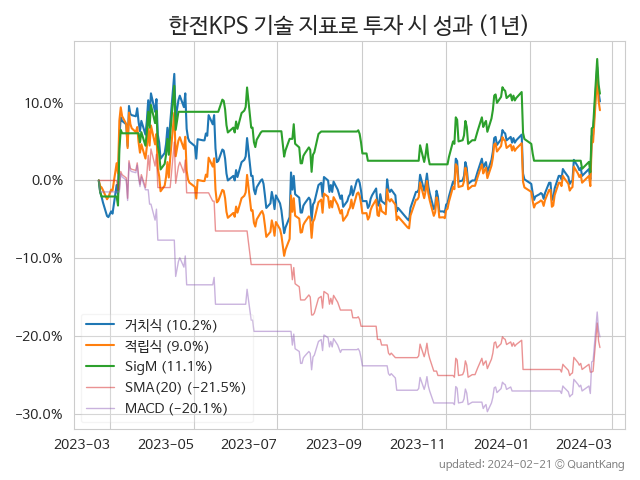 한전KPS 기술 지표로 투자 시 성과 (1년)
10.0%
0.0%
−10.0%
−20.0%
−30.0%
거치식 (10.2%)
적립식 (9.0%)
SigM (11.1%)
SMA(20) (−21.5%)
MACD (−20.1%)
2023-03 2023-05 2023-07 2023-09 2023-11 2024-01 2024-03
updated: 2024-02-21 © QuantKang